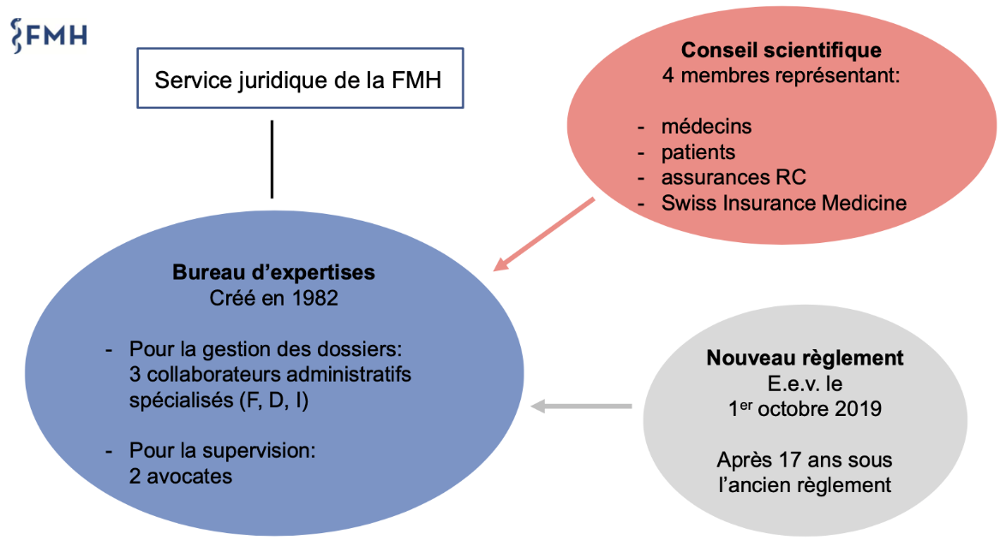 FMH
Service juridique de la FMH
Conseil scientifique
4 membres représentant:
- médecins
- patients
- assurances RC
- Swiss Insurance Medicine
Bureau d’expertises
Créé en 1982
- Pour la gestion des dossiers:
3 collaborateurs administratifs
spécialisés (F, D, I)
- Pour la supervision:
2 avocates
Nouveau règlement
E.e.v. le
1er octobre 2019
Après 17 ans sous
l’ancien règlement